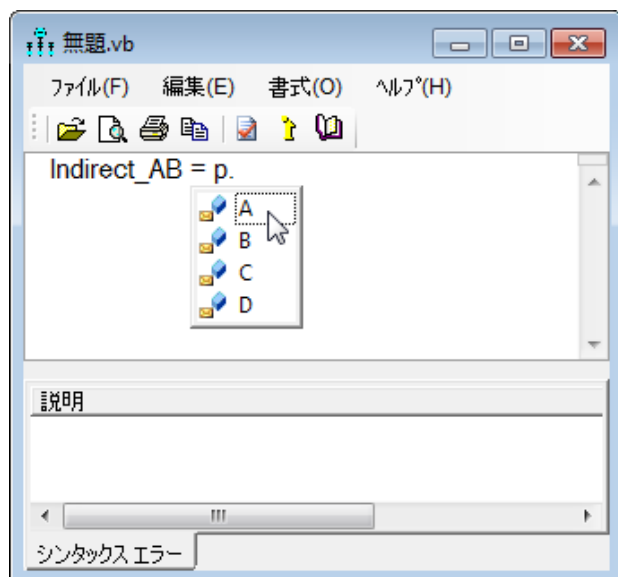 無題.vb
ファイル(F) 編集(E) 書式(O) ヘルプ(H)
Indirect_AB = p.
A
B
C
D
説明
シンタックス エラー